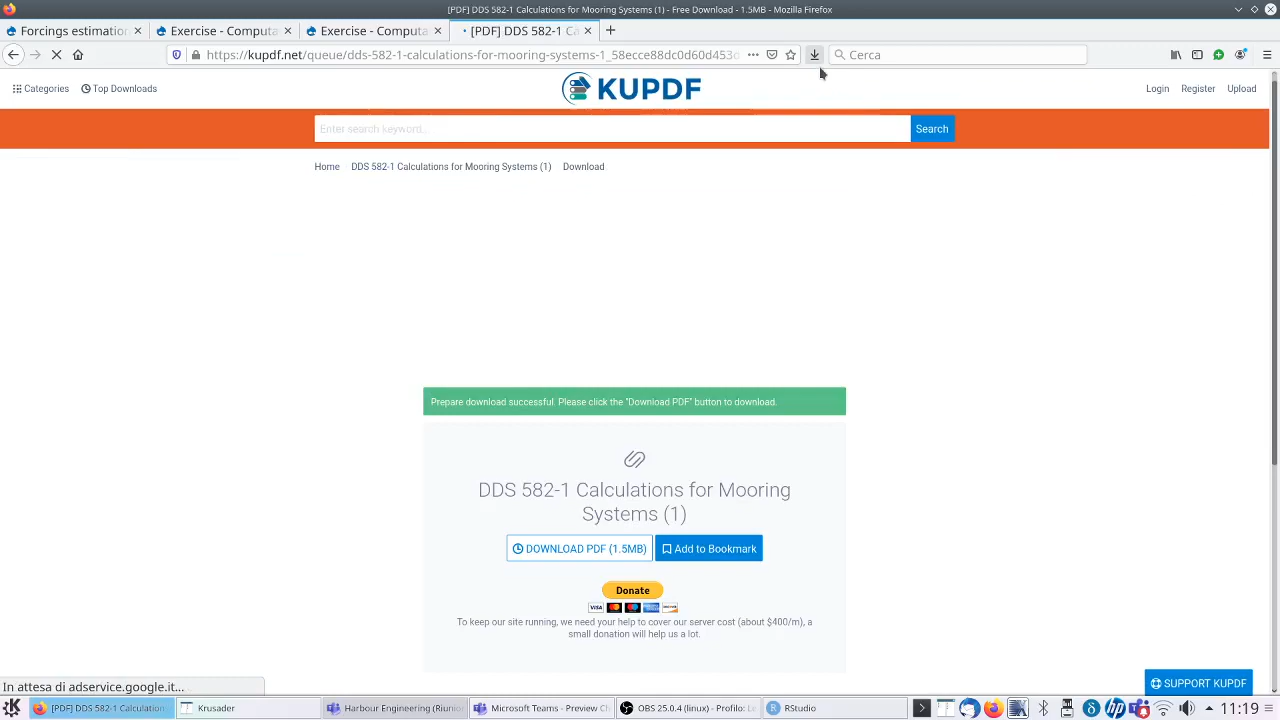 [PDF] DDS 582-1 Calculations for Mooring Systems (1) - Free Download - 1.5MB - Mozilla Firefox
Forcings estimation
Exercise - Computa
Exercise - Computa
[PDF] DDS 582-1 Ca
https://kupdf.net/queue/dds-582-1-calculations-for-mooring-systems-1_58ecce88dc0d60d453d
Cerca
Categories
Top Downloads
KUPDF
Login
Register
Upload
Enter search keyword...
Search
Home
DDS 582-1 Calculations for Mooring Systems (1)
Download
Prepare download successful. Please click the "Download PDF" button to download.
DDS 582-1 Calculations for Mooring
Systems (1)
DOWNLOAD PDF (1.5MB)
Add to Bookmark
Donate
VISA
To keep our site running, we need your help to cover our server cost (about $400/m), a
small donation will help us a lot.
SUPPORT KUPDF
In attesa di adservice.google.it...
[PDF] DDS 582-1 Calculation
Krusader
Harbour Engineering (Unio
Microsoft Teams - Preview Cl
OBS 25.0.4 (linux) - Profilo: Le
RStudio
11:19